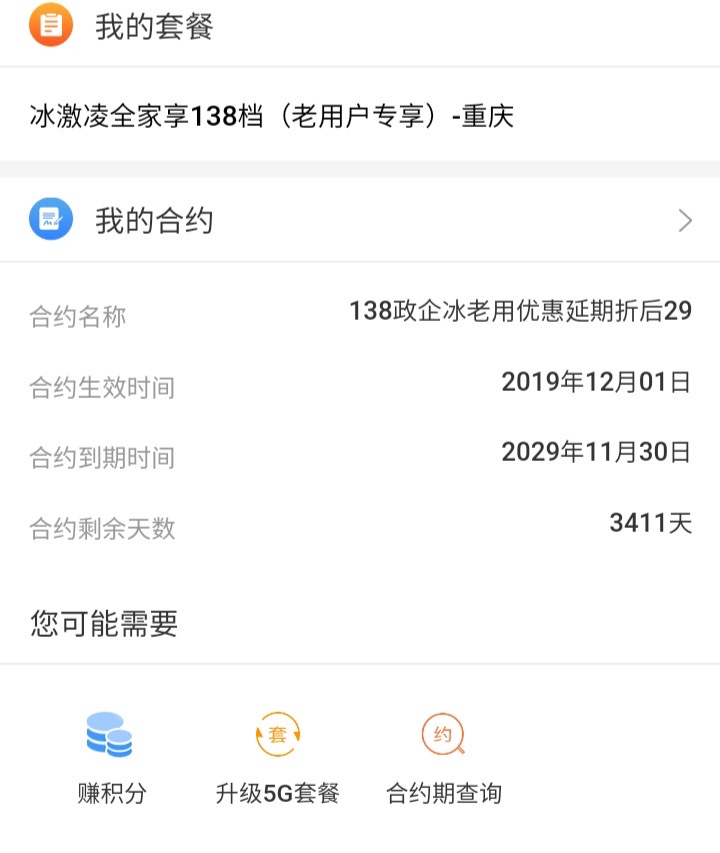 我的套餐
冰激凌全家享138档（老用户专享）-重庆
我的合约
合约名称 138政企冰老用优惠延期折后29
合约生效时间 2019年12月01日
合约到期时间 2029年11月30日
合约剩余天数 3411天
您可能需要
套 约
赚积分 升级5G套餐 合约期查询